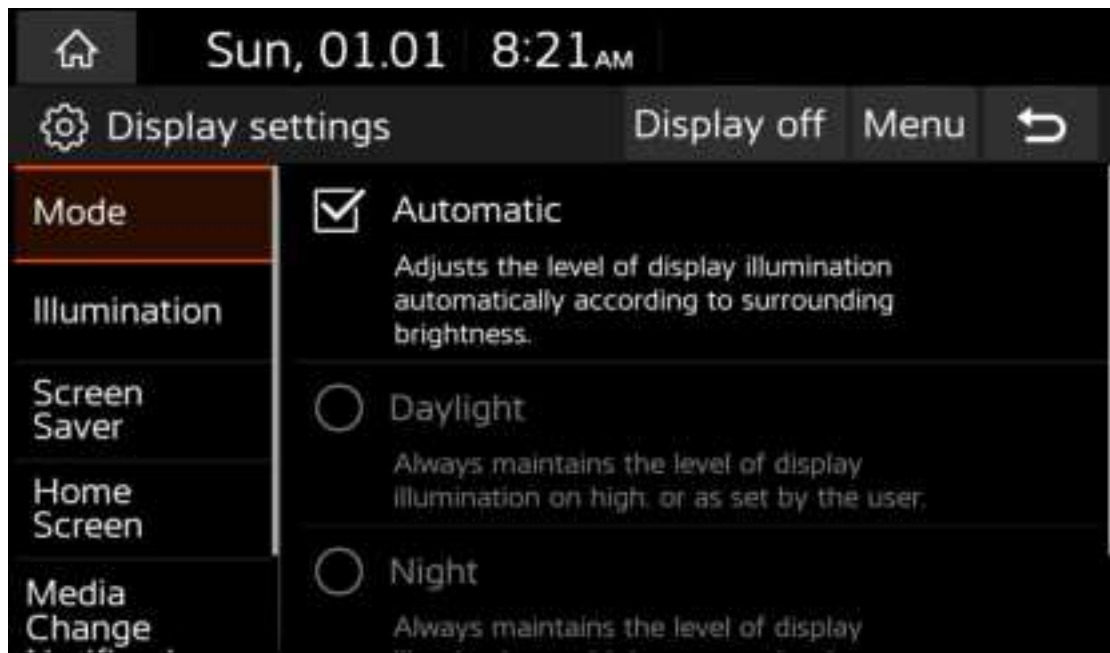 Sun, 01.01 8:21 AM
Display settings Display off Menu
Mode
Automatic
Adjusts the level of display illumination
automatically according to surrounding
brightness.
Illumination
Screen
Saver
Daylight
Always maintains the level of display
illumination on high. or as set by the user.
Home
Screen
Night
Always maintains the level of display
Media
Change